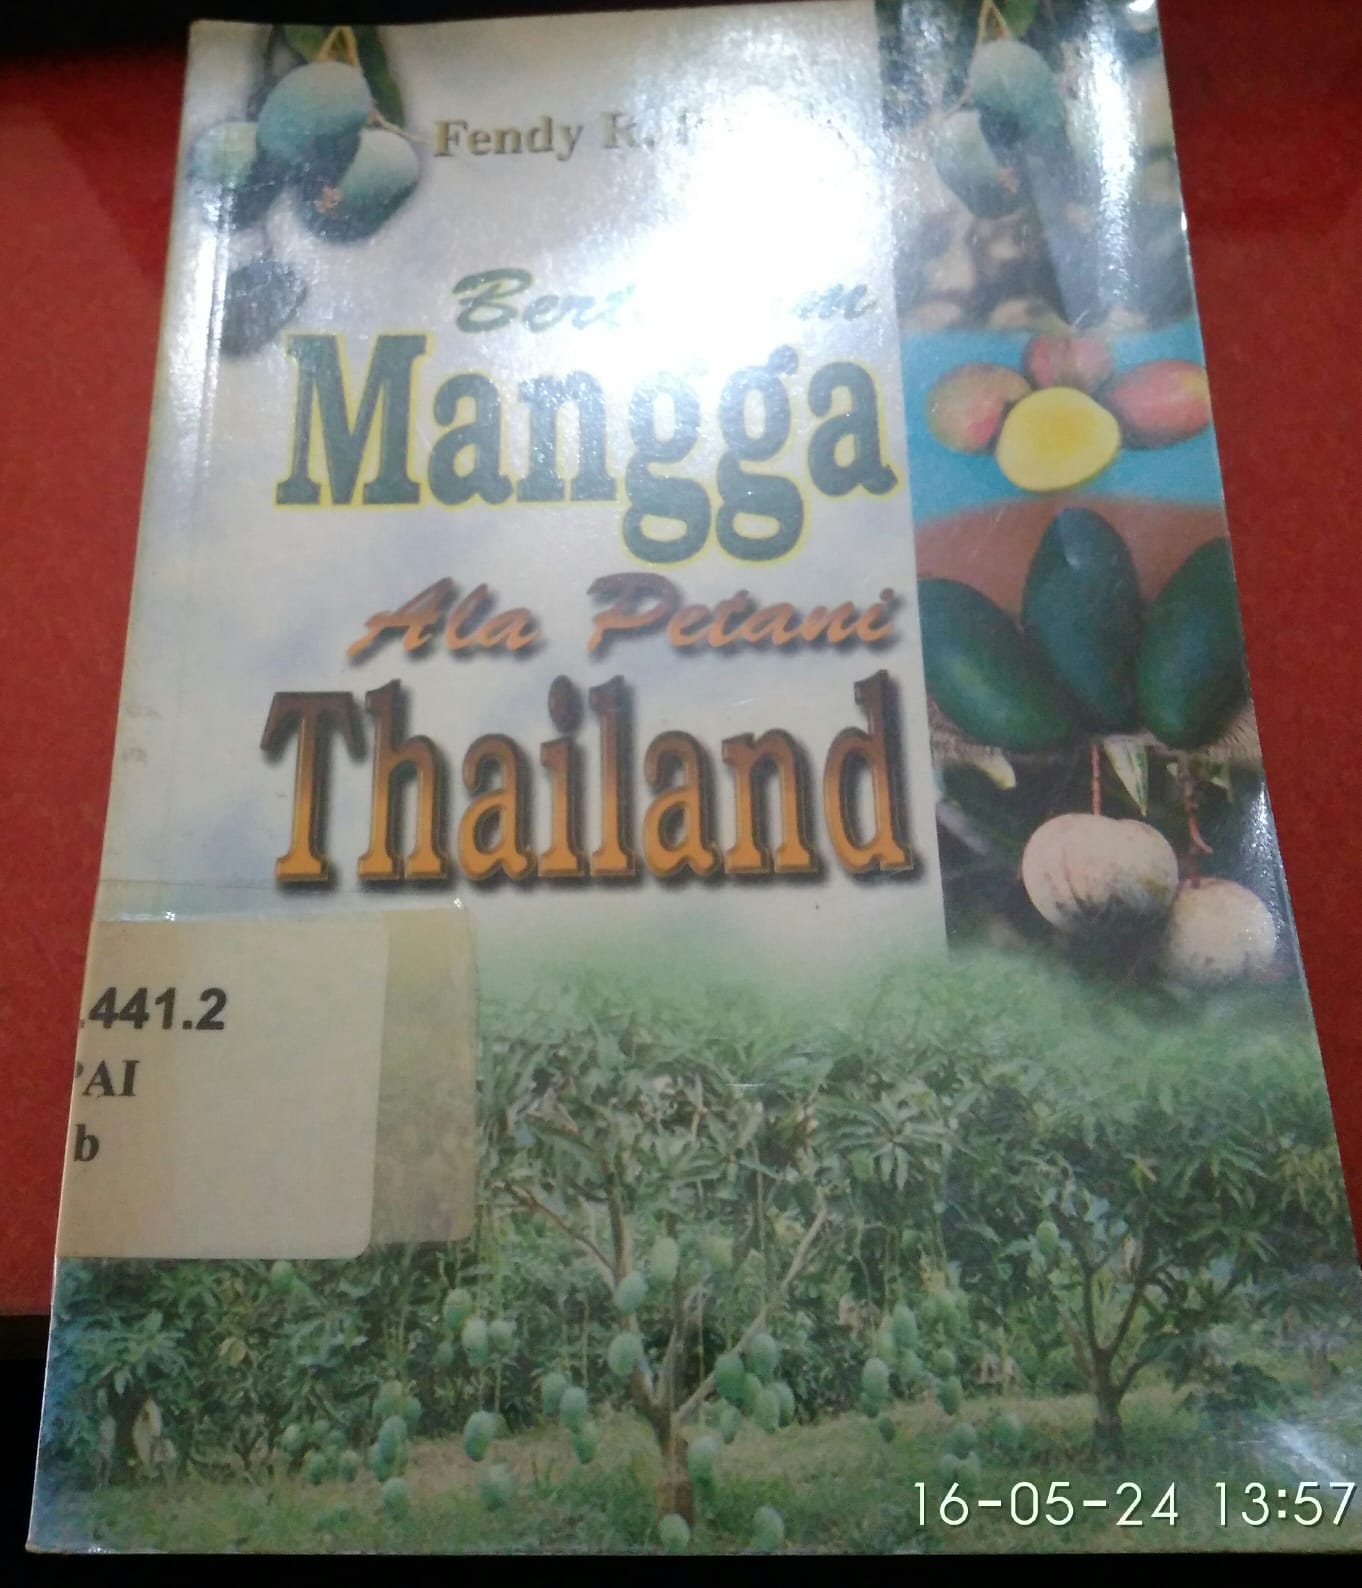 Fendy R.
Mangga
Ala Petani
Thailand
.441.2
PAI
b
16-05-24 13:57